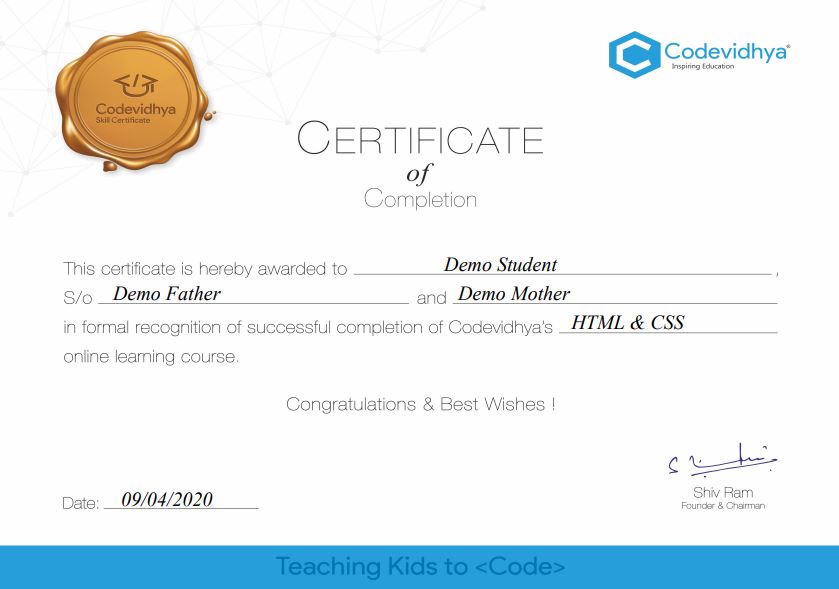 </>
Codevidhya
Skill Certificate
Codevidhya®
Inspiring Education
CERTIFICATE
of
Completion
This certificate is hereby awarded to Demo Student,
S/o Demo Father and Demo Mother
in formal recognition of successful completion of Codevidhya's HTML & CSS
online learning course.
Congratulations & Best Wishes !
Date: 09/04/2020
Shiv Ram
Founder & Chairman
Teaching Kids to <Code>